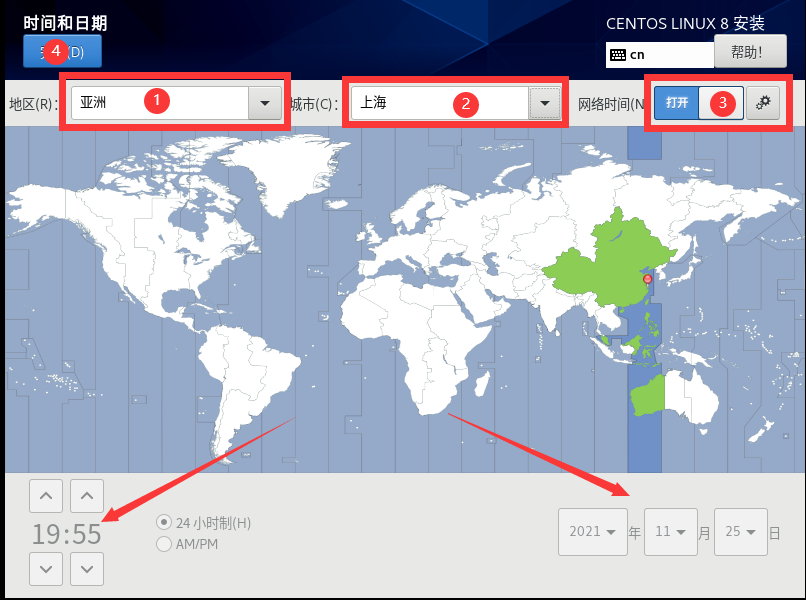 时间和日期
CENTOS LINUX 8 安装
4
(D)
cn
帮助!
地区(R):
亚洲
1
城市(C):
上海
2
网络时间(N
打开
3
19:55
24 小时制(H)
AM/PM
2021 年 11 月 25 日